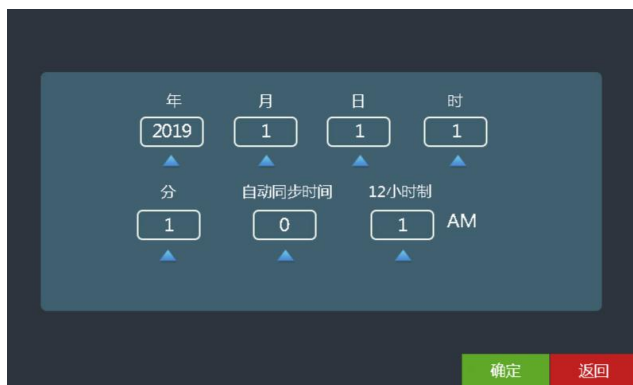 年 月 日 时
2019 1 1 1
分 自动同步时间 12小时制
1 0 1 AM
确定 返回